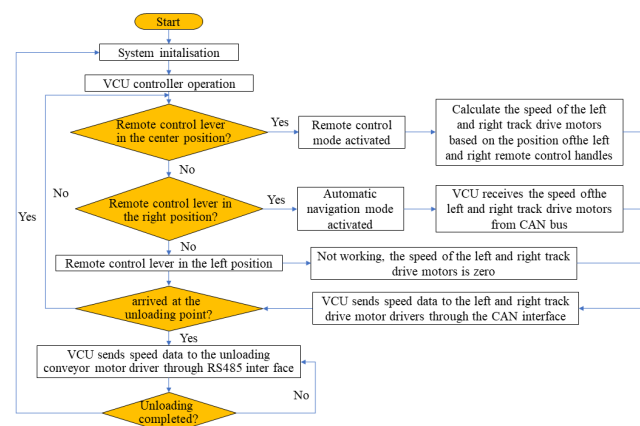 Start
System initalisation
VCU controller operation
Remote control lever
in the center position?
Yes
Remote control
mode activated
Calculate the speed of the left
and right track drive motors
based on the position ofthe left
and right remote control handles
No
No
Yes
Remote control lever in
the right position?
Yes
Automatic
navigation mode
activated
VCU receives the speed ofthe
left and right track drive motors
from CAN bus
No
Remote control lever in the left position
Not working, the speed of the left and right track
drive motors is zero
arrived at the
unloading point?
VCU sends speed data to the left and right track
drive motor drivers through the CAN interface
Yes
VCU sends speed data to the unloading
conveyor motor driver through RS485 inter face
No
Unloading
completed?